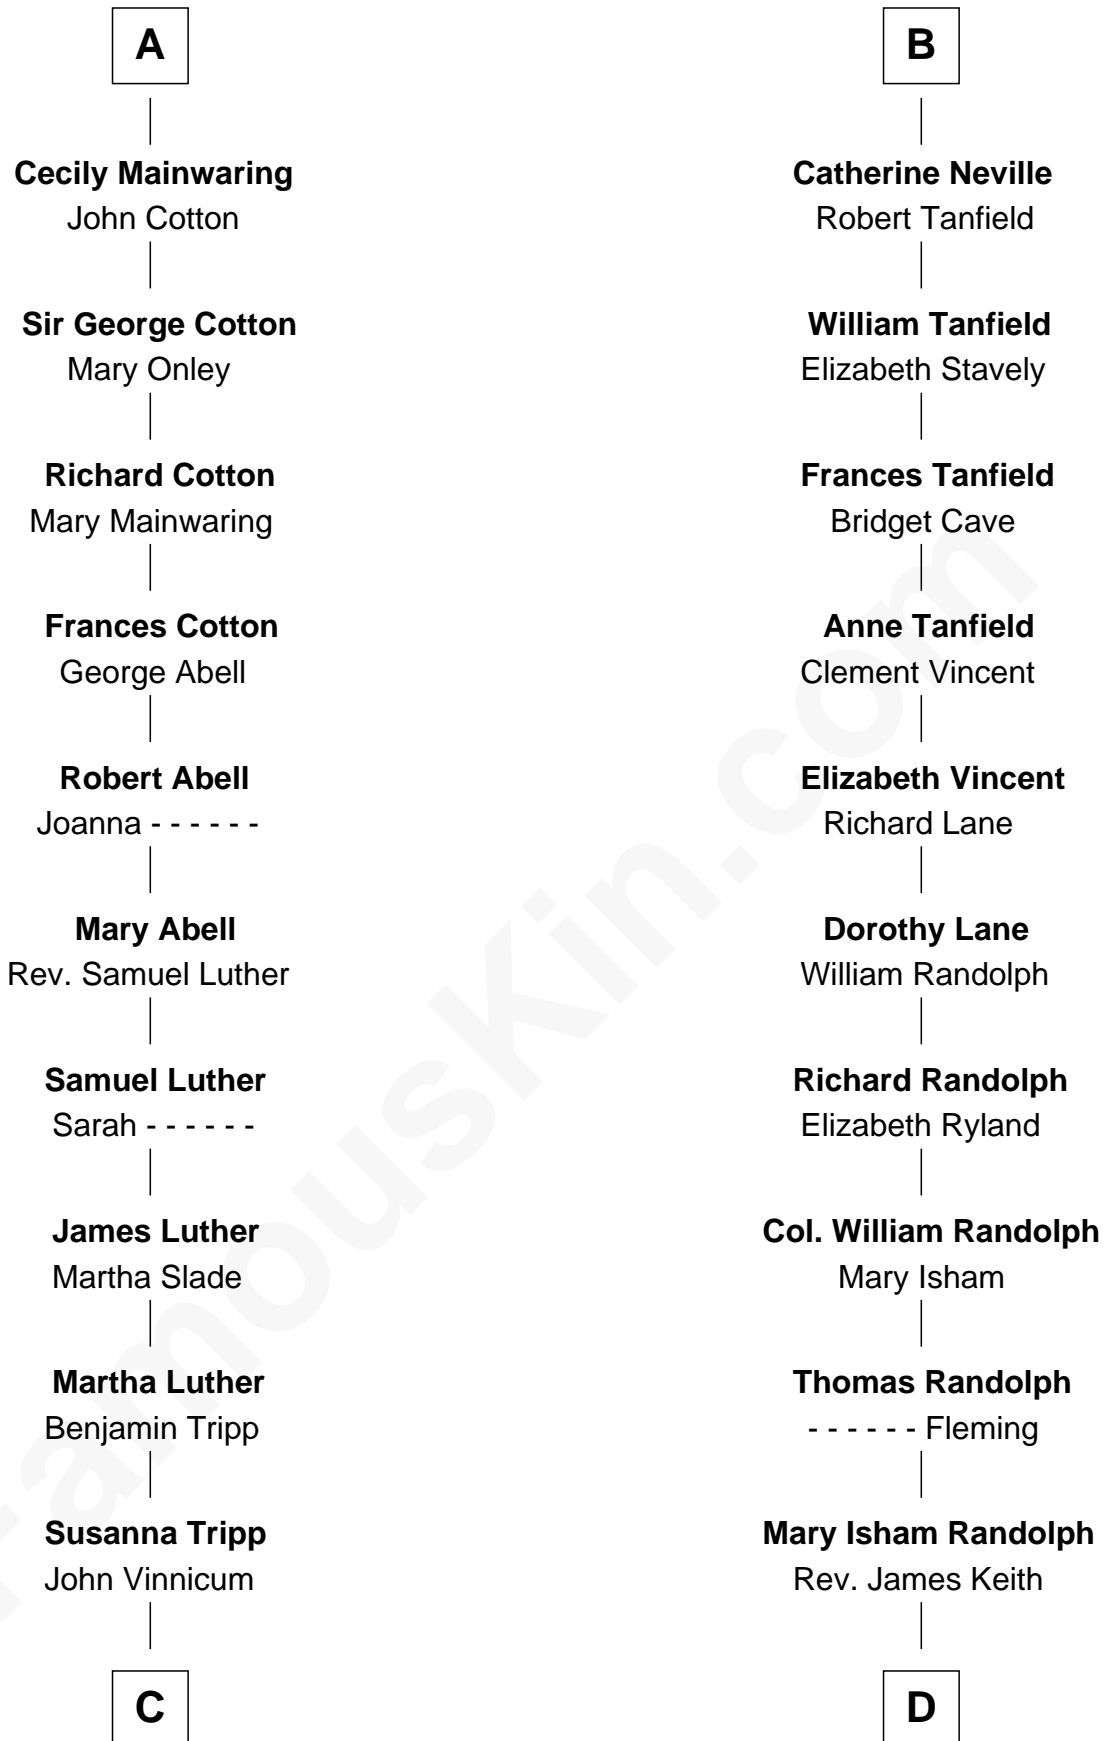 A
Cecily Mainwaring
John Cotton
Sir George Cotton
Mary Onley
Richard Cotton
Mary Mainwaring
Frances Cotton
George Abell
Robert Abell
Joanna - - - - - -
Mary Abell
Rev. Samuel Luther
Samuel Luther
Sarah - - - - - -
James Luther
Martha Slade
Martha Luther
Benjamin Tripp
Susanna Tripp
John Vinnicum
C
B
Catherine Neville
Robert Tanfield
William Tanfield
Elizabeth Stavely
Frances Tanfield
Bridget Cave
Anne Tanfield
Clement Vincent
Elizabeth Vincent
Richard Lane
Dorothy Lane
William Randolph
Richard Randolph
Elizabeth Ryland
Col. William Randolph
Mary Isham
Thomas Randolph
- - - - - - Fleming
Mary Isham Randolph
Rev. James Keith
D
FamousKin.com